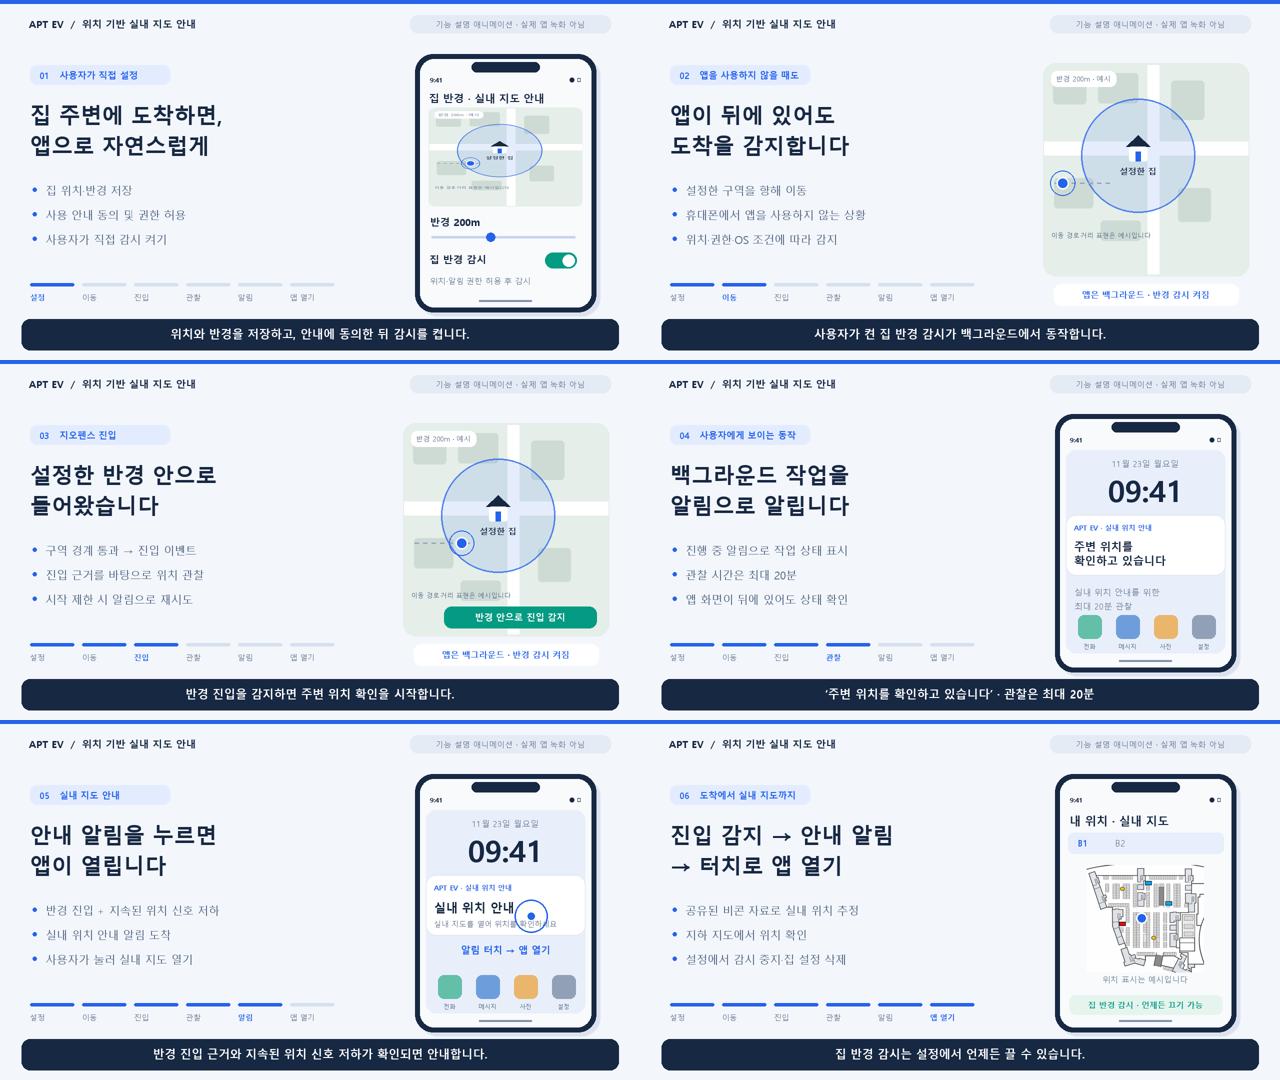 APT EV / 위치 기반 실내 지도 안내
기능 설명 애니메이션 · 실제 앱 녹화 아님
01 사용자가 직접 설정
집 주변에 도착하면,
앱으로 자연스럽게
집 위치·반경 저장
사용 안내 동의 및 권한 허용
사용자가 직접 감시 켜기
설정 이동 진입 관찰 알림 앱 열기
9:41
집 반경 · 실내 지도 안내
반경 200m · 예시
설정한 집
이동 경로·거리 표현은 예시입니다
반경 200m
집 반경 감시
위치·알림 권한 허용 후 감시
위치와 반경을 저장하고, 안내에 동의한 뒤 감시를 켭니다.
APT EV / 위치 기반 실내 지도 안내
기능 설명 애니메이션 · 실제 앱 녹화 아님
02 앱을 사용하지 않을 때도
앱이 뒤에 있어도
도착을 감지합니다
설정한 구역을 향해 이동
휴대폰에서 앱을 사용하지 않는 상황
위치·권한·OS 조건에 따라 감지
설정 이동 진입 관찰 알림 앱 열기
반경 200m · 예시
설정한 집
이동 경로·거리 표현은 예시입니다
앱은 백그라운드 · 반경 감시 켜짐
사용자가 켠 집 반경 감시가 백그라운드에서 동작합니다.
APT EV / 위치 기반 실내 지도 안내
기능 설명 애니메이션 · 실제 앱 녹화 아님
03 지오펜스 진입
설정한 반경 안으로
들어왔습니다
구역 경계 통과 → 진입 이벤트
진입 근거를 바탕으로 위치 관찰
시작 제한 시 알림으로 재시도
설정 이동 진입 관찰 알림 앱 열기
반경 200m · 예시
설정한 집
이동 경로·거리 표현은 예시입니다
반경 안으로 진입 감지
앱은 백그라운드 · 반경 감시 켜짐
반경 진입을 감지하면 주변 위치 확인을 시작합니다.
APT EV / 위치 기반 실내 지도 안내
기능 설명 애니메이션 · 실제 앱 녹화 아님
04 사용자에게 보이는 동작
백그라운드 작업을
알림으로 알립니다
진행 중 알림으로 작업 상태 표시
관찰 시간은 최대 20분
앱 화면이 뒤에 있어도 상태 확인
설정 이동 진입 관찰 알림 앱 열기
9:41
11월 23일 월요일
09:41
APT EV · 실내 위치 안내
주변 위치를
확인하고 있습니다
실내 위치 안내를 위한
최대 20분 관찰
전화 메시지 사진 설정
'주변 위치를 확인하고 있습니다' · 관찰은 최대 20분
APT EV / 위치 기반 실내 지도 안내
기능 설명 애니메이션 · 실제 앱 녹화 아님
05 실내 지도 안내
안내 알림을 누르면
앱이 열립니다
반경 진입 + 지속된 위치 신호 저하
실내 위치 안내 알림 도착
사용자가 눌러 실내 지도 열기
설정 이동 진입 관찰 알림 앱 열기
9:41
11월 23일 월요일
09:41
APT EV · 실내 위치 안내
실내 위치 안내
실내 지도를 열어 위치를 확인하세요
알림 터치 → 앱 열기
전화 메시지 사진 설정
반경 진입 근거와 지속된 위치 신호 저하가 확인되면 안내합니다.
APT EV / 위치 기반 실내 지도 안내
기능 설명 애니메이션 · 실제 앱 녹화 아님
06 도착에서 실내 지도까지
진입 감지 → 안내 알림
→ 터치로 앱 열기
공유된 비콘 자료로 실내 위치 추정
지하 지도에서 위치 확인
설정에서 감시 중지·집 설정 삭제
설정 이동 진입 관찰 알림 앱 열기
9:41
내 위치 · 실내 지도
B1 B2
위치 표시는 예시입니다
집 반경 감시 · 언제든 끄기 가능
집 반경 감시는 설정에서 언제든 끌 수 있습니다.